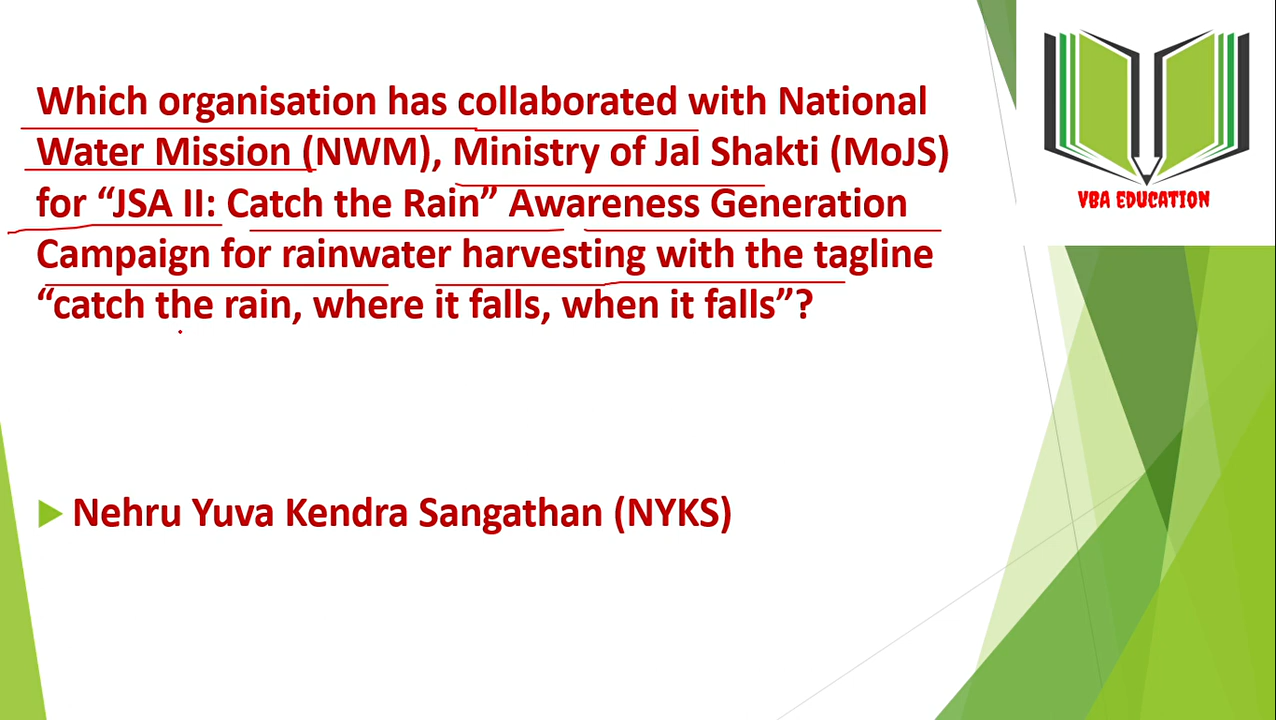 Which organisation has collaborated with National
Water Mission (NWM), Ministry of Jal Shakti (MoJS)
for “JSA II: Catch the Rain” Awareness Generation
Campaign for rainwater harvesting with the tagline
“catch the rain, where it falls, when it falls”?
Nehru Yuva Kendra Sangathan (NYKS)
VBA EDUCATION